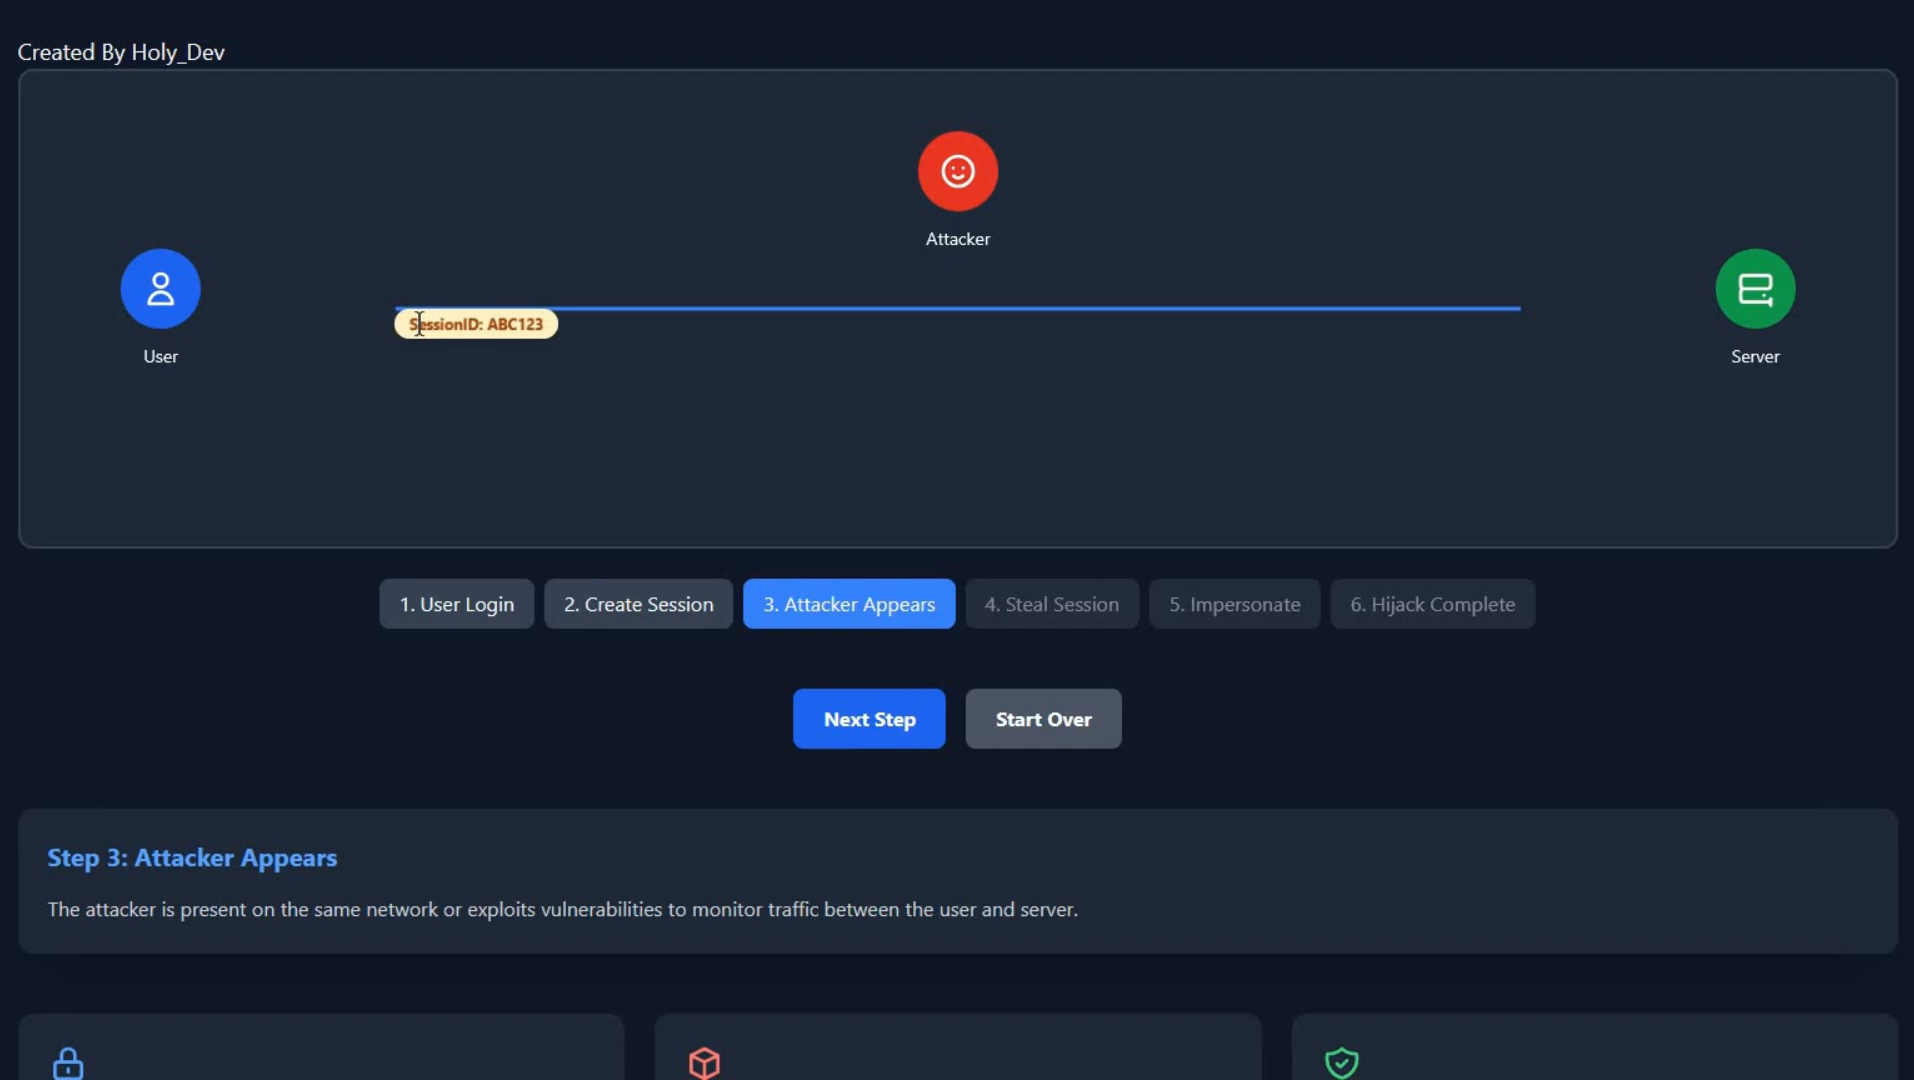 Created By Holy_Dev
Attacker
SessionID: ABC123
User
Server
1. User Login
2. Create Session
3. Attacker Appears
4. Steal Session
5. Impersonate
6. Hijack Complete
Next Step
Start Over
Step 3: Attacker Appears
The attacker is present on the same network or exploits vulnerabilities to monitor traffic between the user and server.